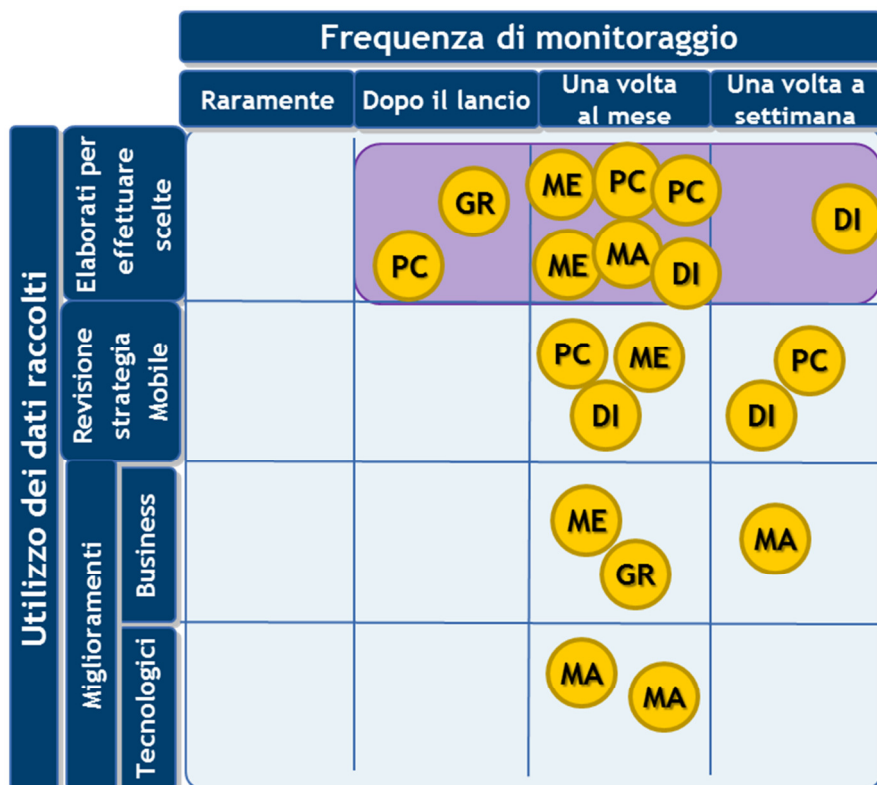 Frequenza di monitoraggio
Raramente
Dopo il lancio
Una volta
al mese
Una volta a
settimana
Utilizzo dei dati raccolti
Elaborati per
effettuare
scelte
GR
PC
ME
PC
PC
ME
MA
DI
DI
Revisione
strategia
Mobile
PC
ME
DI
PC
DI
Miglioramenti
Business
ME
GR
MA
Tecnologici
MA
MA